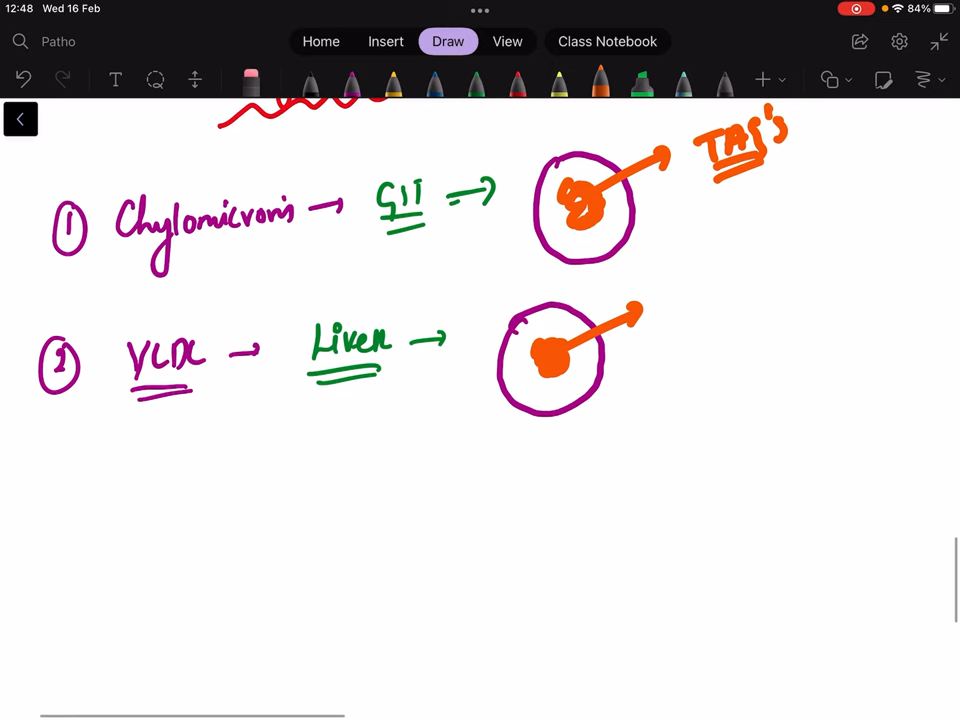 12:48 Wed 16 Feb
84%
Patho
Home Insert Draw View Class Notebook
TAG's
① Chylomicrons → GIT ⇒
② VLDL → Liver →